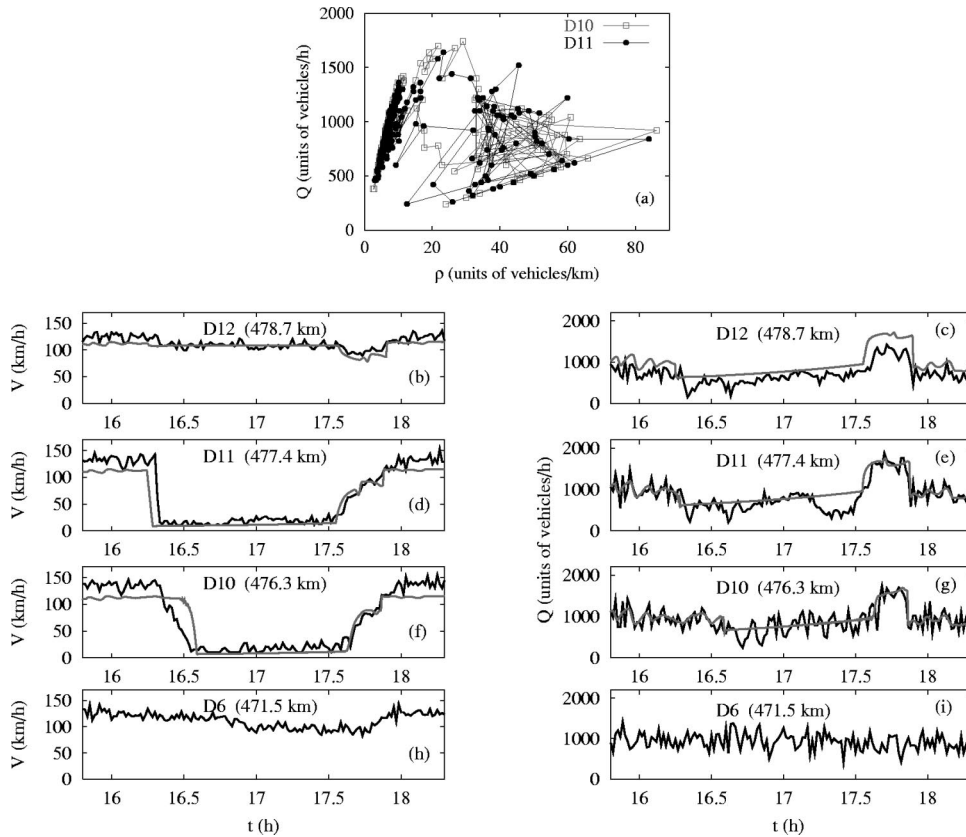 2000
1500
1000
500
0
Q (units of vehicles/h)
D10
D11
(a)
0 20 40 60 80
ρ (units of vehicles/km)
150
100
50
0
V (km/h)
D12 (478.7 km)
(b)
16 16.5 17 17.5 18
2000
1000
0
D12 (478.7 km)
(c)
16 16.5 17 17.5 18
150
100
50
0
V (km/h)
D11 (477.4 km)
(d)
16 16.5 17 17.5 18
2000
1000
0
D11 (477.4 km)
(e)
16 16.5 17 17.5 18
150
100
50
0
V (km/h)
D10 (476.3 km)
(f)
16 16.5 17 17.5 18
Q (units of vehicles/h)
2000
1000
0
D10 (476.3 km)
(g)
16 16.5 17 17.5 18
150
100
50
0
V (km/h)
D6 (471.5 km)
(h)
16 16.5 17 17.5 18
t (h)
2000
1000
0
D6 (471.5 km)
(i)
16 16.5 17 17.5 18
t (h)